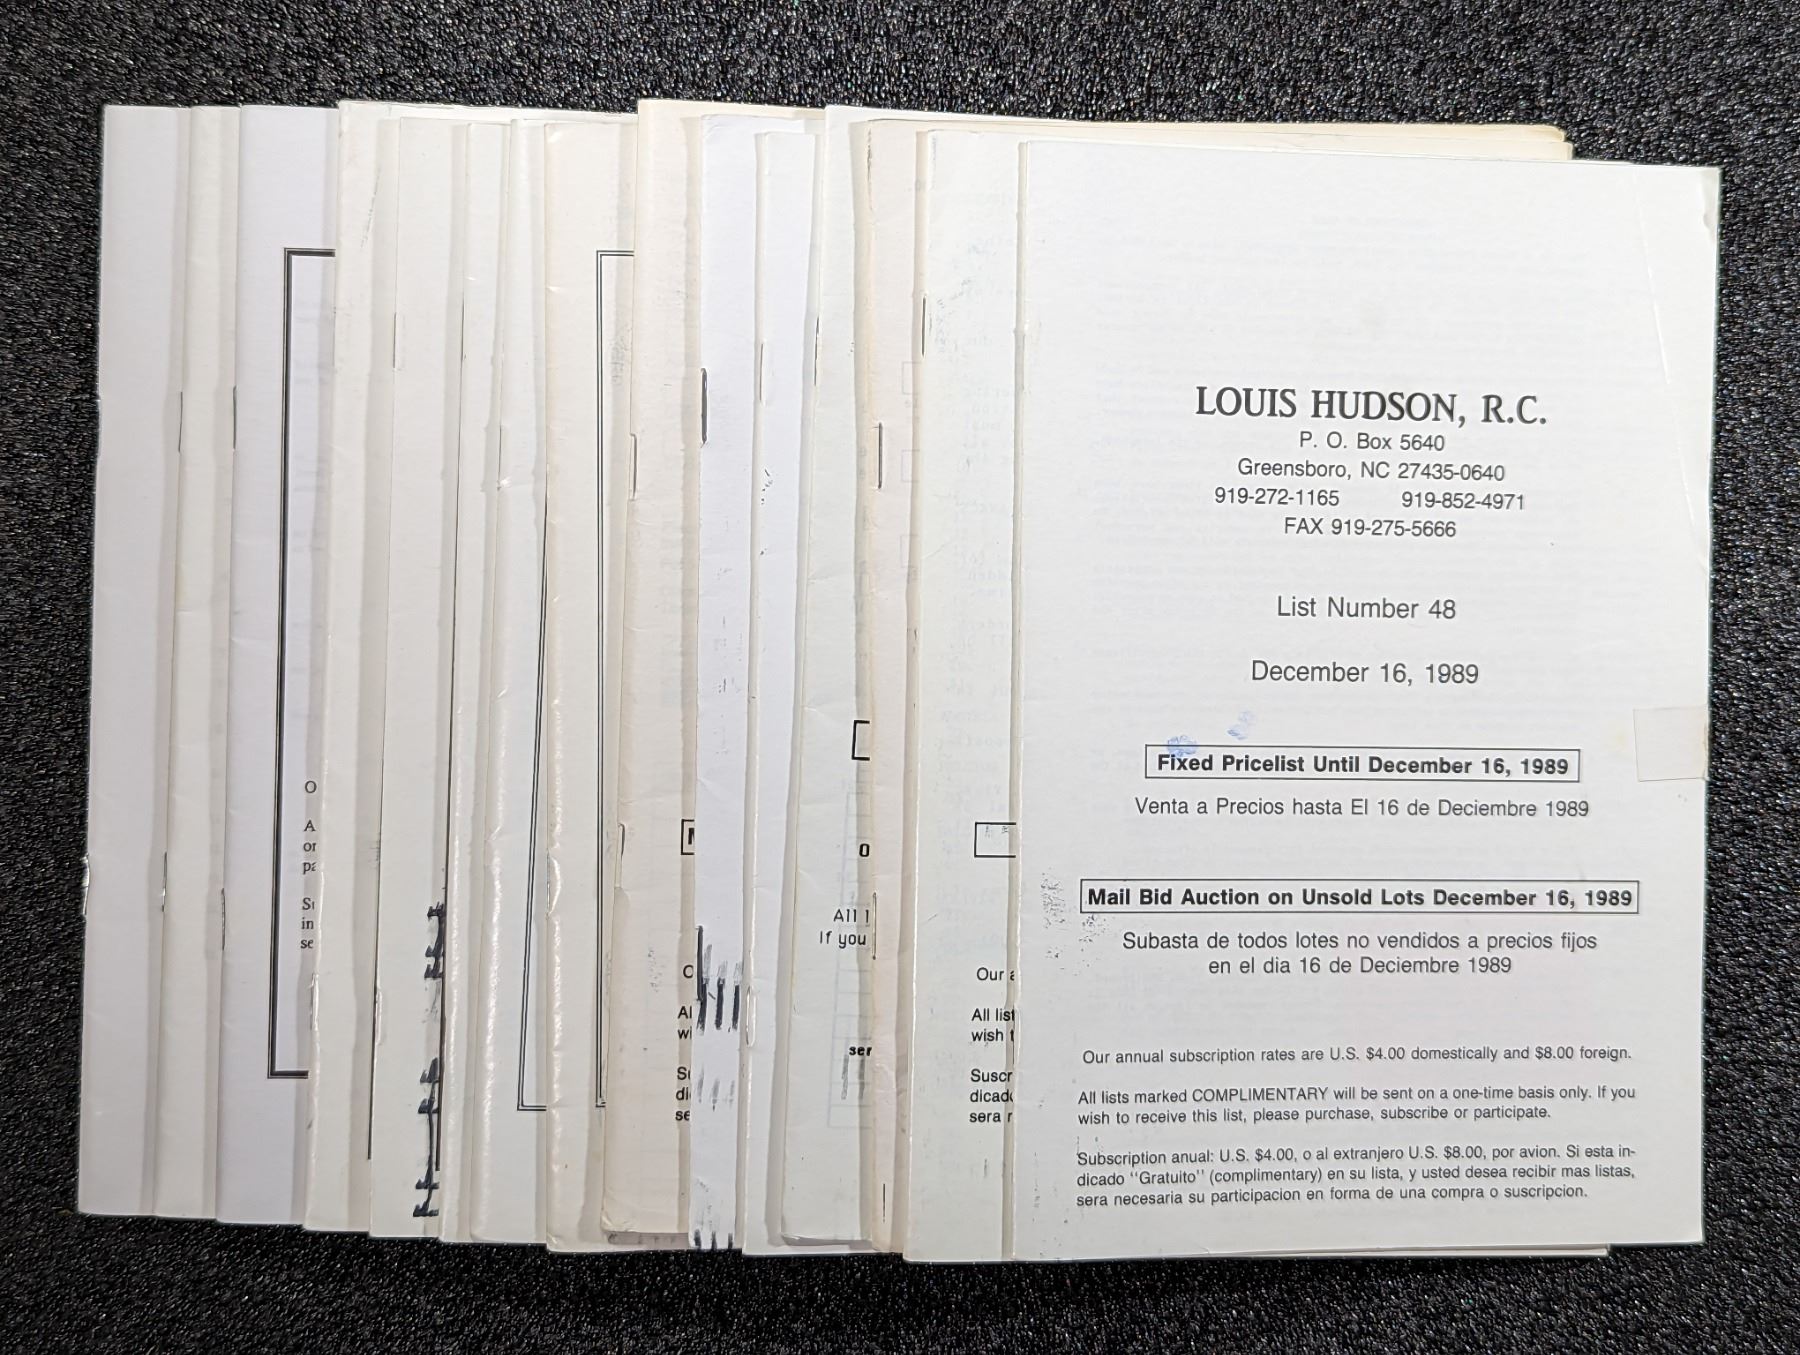 LOUIS HUDSON, R.C.
P. O. Box 5640
Greensboro, NC 27435-0640
919-272-1165 919-852-4971
FAX 919-275-5666
List Number 48
December 16, 1989
Fixed Pricelist Until December 16, 1989
Venta a Precios hasta El 16 de Deciembre 1989
Mail Bid Auction on Unsold Lots December 16, 1989
Subasta de todos lotes no vendidos a precios fijos
en el dia 16 de Deciembre 1989
Our annual subscription rates are U.S. $4.00 domestically and $8.00 foreign.
All lists marked COMPLIMENTARY will be sent on a one-time basis only. If you
wish to receive this list, please purchase, subscribe or participate.
Subscription anual: U.S. $4.00, o al extranjero U.S. $8.00, por avion. Si esta in-
dicado "Gratuito" (complimentary) en su lista, y usted desea recibir mas listas,
sera necesaria su participacion en forma de una compra o suscripcion.
Our
All list
wish
Suscr
sera
All
If you
ser